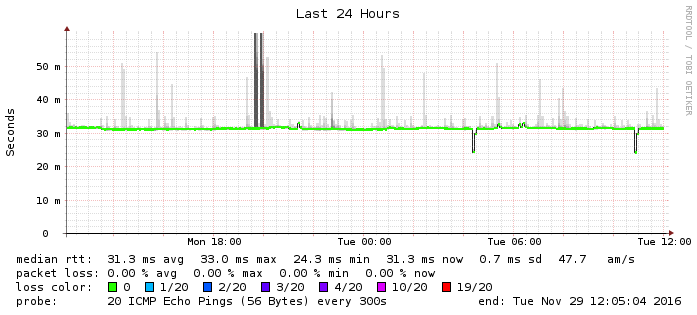 Last 24 Hours
RRDTOOL / TOBI OETIKER
Seconds
50 m
40 m
30 m
20 m
10 m
0
Mon 18:00 Tue 00:00 Tue 06:00 Tue 12:00
median rtt: 31.3 ms avg 33.0 ms max 24.3 ms min 31.3 ms now 0.7 ms sd 47.7 am/s
packet loss: 0.00 % avg 0.00 % max 0.00 % min 0.00 % now
loss color: 0 1/20 2/20 3/20 4/20 10/20 19/20
probe: 20 ICMP Echo Pings (56 Bytes) every 300s end: Tue Nov 29 12:05:04 2016